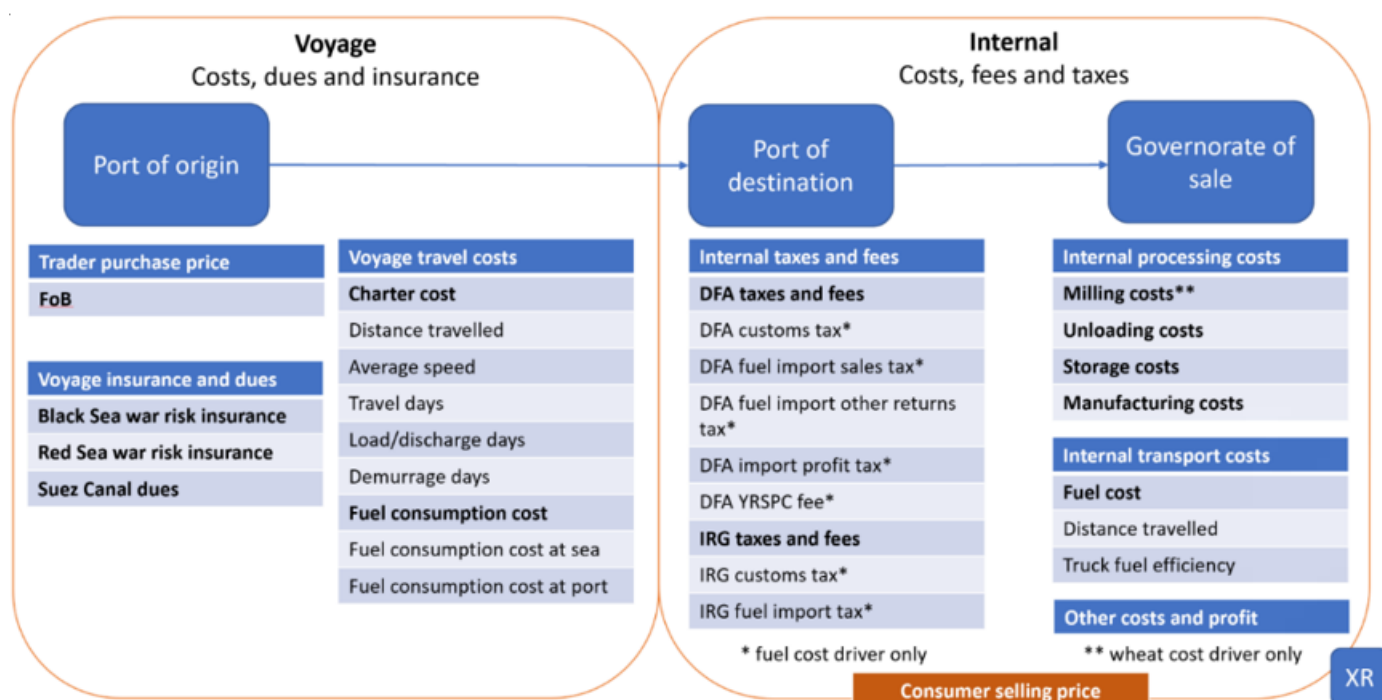 Voyage
Costs, dues and insurance
Port of origin
Trader purchase price
FoB
Voyage insurance and dues
Black Sea war risk insurance
Red Sea war risk insurance
Suez Canal dues
Voyage travel costs
Charter cost
Distance travelled
Average speed
Travel days
Load/discharge days
Demurrage days
Fuel consumption cost
Fuel consumption cost at sea
Fuel consumption cost at port
Internal
Costs, fees and taxes
Port of
destination
Internal taxes and fees
DFA taxes and fees
DFA customs tax*
DFA fuel import sales tax*
DFA fuel import other returns
tax*
DFA import profit tax*
DFA YRSPC fee*
IRG taxes and fees
IRG customs tax*
IRG fuel import tax*
* fuel cost driver only
Governorate of
sale
Internal processing costs
Milling costs**
Unloading costs
Storage costs
Manufacturing costs
Internal transport costs
Fuel cost
Distance travelled
Truck fuel efficiency
Other costs and profit
** wheat cost driver only
Consumer selling price
XR